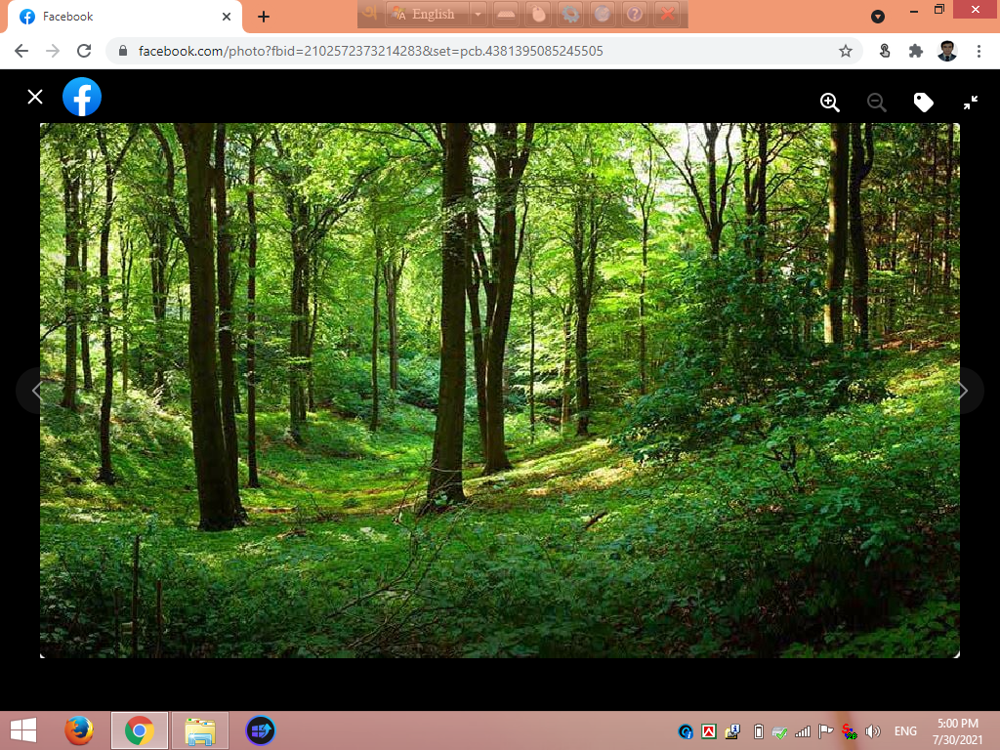 Facebook
English
facebook.com/photo?fbid=2102572373214283&set=pcb.4381395085245505
ENG
5:00 PM
7/30/2021